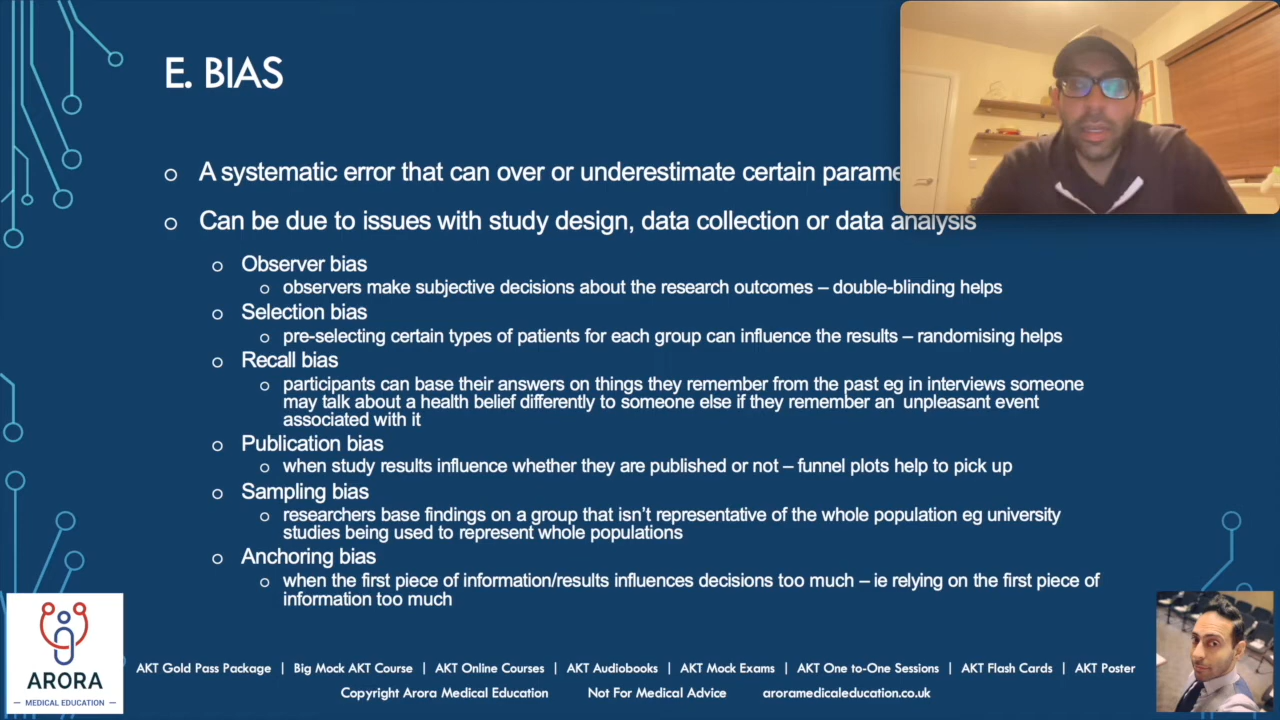 E. BIAS
A systematic error that can over or underestimate certain parame
Can be due to issues with study design, data collection or data analysis
Observer bias
observers make subjective decisions about the research outcomes – double-blinding helps
Selection bias
pre-selecting certain types of patients for each group can influence the results – randomising helps
Recall bias
participants can base their answers on things they remember from the past eg in interviews someone
may talk about a health belief differently to someone else if they remember an unpleasant event
associated with it
Publication bias
when study results influence whether they are published or not – funnel plots help to pick up
Sampling bias
researchers base findings on a group that isn't representative of the whole population eg university
studies being used to represent whole populations
Anchoring bias
when the first piece of information/results influences decisions too much – ie relying on the first piece of
information too much
ARORA
MEDICAL EDUCATION
AKT Gold Pass Package | Big Mock AKT Course | AKT Online Courses | AKT Audiobooks | AKT Mock Exams | AKT One to-One Sessions | AKT Flash Cards | AKT Poster
Copyright Arora Medical Education Not For Medical Advice aroramedicaleducation.co.uk